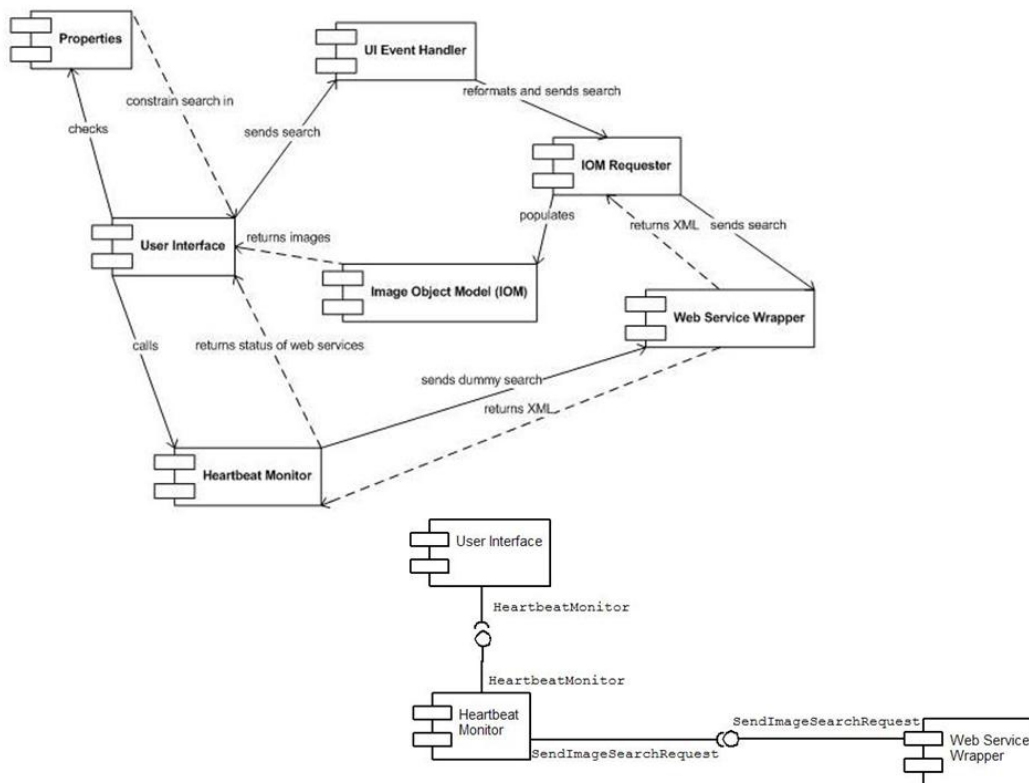 Properties
UI Event Handler
constrain search in
reformats and sends search
checks
sends search
IOM Requester
populates
returns XML
sends search
User Interface
returns images
Image Object Model (IOM)
Web Service Wrapper
calls
returns status of web services
sends dummy search
returns XML
Heartbeat Monitor
User Interface
HeartbeatMonitor
HeartbeatMonitor
Heartbeat
Monitor
SendImageSearchRequest
SendImageSearchRequest
Web Service
Wrapper